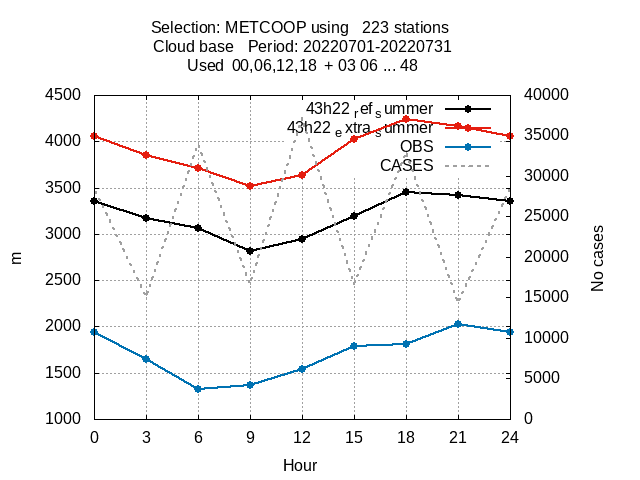 Selection: METCOOP using   223 stations
Cloud base   Period: 20220701-20220731
Used  00,06,12,18  + 03 06 ... 48
4500 40000
43h22 ref summer
43h22 extra summer
OBS
CASES
4000 35000
3500 30000
3000 25000
2500 20000
2000 15000
1500 10000
1000 5000
0
m
No cases
0 3 6 9 12 15 18 21 24
Hour